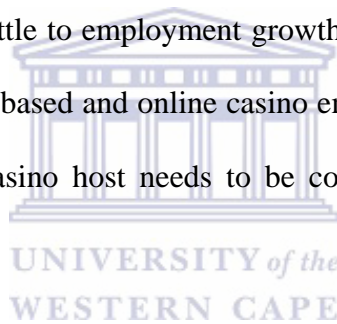 ttle to employment growth
based and online casino en
asino host needs to be co
UNIVERSITY of the
WESTERN CAPE